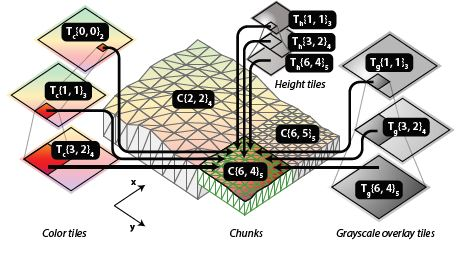 T_c{0, 0}_2
T_c{1, 1}_3
T_c{3, 2}_4
T_h{1, 1}_3
T_h{3, 2}_4
T_h{6, 4}_5
Height tiles
C{2, 2}_4
C{6, 5}_5
C{6, 4}_5
T_g{1, 1}_3
T_g{3, 2}_4
T_g{6, 4}_5
x
y
Color tiles
Chunks
Grayscale overlay tiles